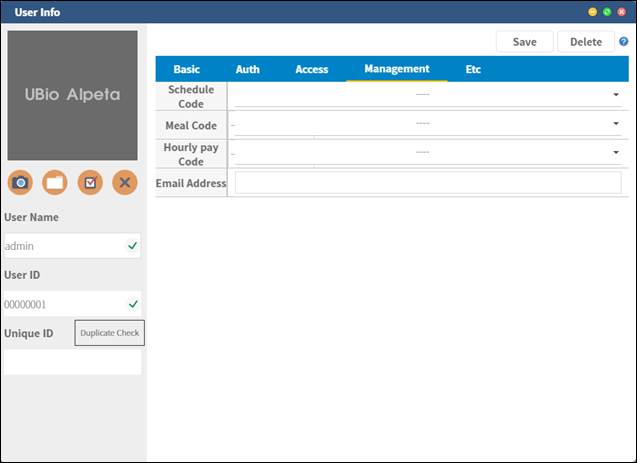 User Info
UBio Alpeta
User Name
admin
User ID
00000001
Unique ID
Duplicate Check
Save
Delete
?
Basic
Auth
Access
Management
Etc
Schedule
Code
----
Meal Code
----
Hourly pay
Code
----
Email Address